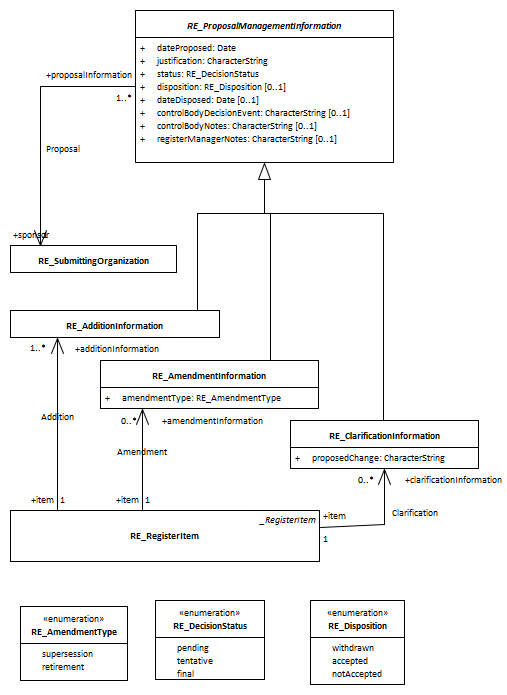 RE_ProposalManagementInformation
+ dateProposed: Date
+ justification: CharacterString
+ status: RE_DecisionStatus
+ disposition: RE_Disposition [0..1]
+ dateDisposed: Date [0..1]
+ controlBodyDecisionEvent: CharacterString [0..1]
+ controlBodyNotes: CharacterString [0..1]
+ registerManagerNotes: CharacterString [0..1]
+proposalInformation
1..*
Proposal
+sponsor
RE_SubmittingOrganization
RE_AdditionInformation
1..*
+additionInformation
RE_AmendmentInformation
+ amendmentType: RE_AmendmentType
0..*
+amendmentInformation
Addition
Amendment
RE_ClarificationInformation
+ proposedChange: CharacterString
0..*
+clarificationInformation
Clarification
+item 1
+item 1
+item
1
_RegisterItem
RE_RegisterItem
«enumeration»
RE_AmendmentType
supersession
retirement
«enumeration»
RE_DecisionStatus
pending
tentative
final
«enumeration»
RE_Disposition
withdrawn
accepted
notAccepted